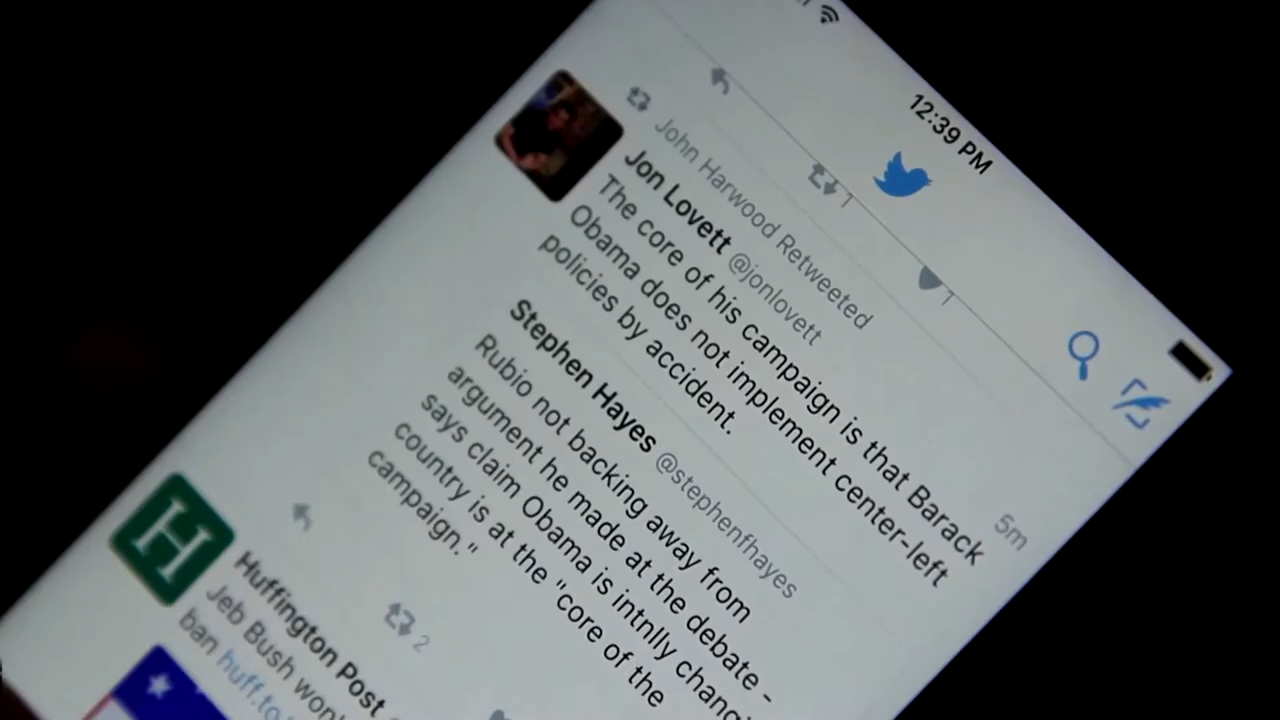 12:39 PM
1
1
John Harwood Retweeted
Jon Lovett @jonlovett
5m
The core of his campaign is that Barack
Obama does not implement center-left
policies by accident.
Stephen Hayes @stephenfhayes
Rubio not backing away from
argument he made at the debate -
says claim Obama is intnlly
country is at the "core of the
campaign."
2
H
Huffington Post
Jeb Bush
ban